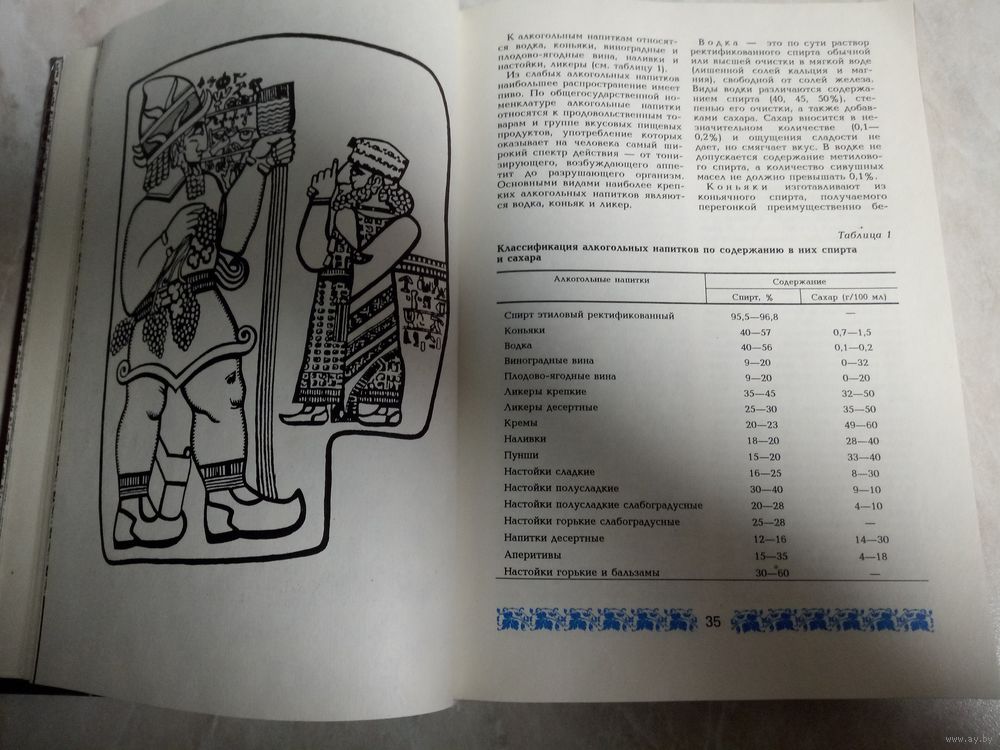 К алкогольным напиткам относят-
ся водка, коньяки, виноградные и
плодово-ягодные вина, наливки и
настойки, ликеры (см. таблицу 1).
Из слабых алкогольных напитков
наибольшее распространение имеет
пиво. По общегосударственной но-
менклатуре алкогольные напитки
относятся к продовольственным то-
варам и группе вкусовых пищевых
продуктов, употребление которых
оказывает на человека самый ши-
рокий спектр действия — от тони-
зирующего, возбуждающего аппе-
тит до разрушающего организм.
Основными видами наиболее креп-
ких алкогольных напитков являют-
ся водка, коньяк и ликер.
Водка — это по сути раствор
ректификованного спирта обычной
или высшей очистки в мягкой воде
(лишенной солей кальция и маг-
ния), свободной от солей железа.
Виды водки различаются содержа-
нием спирта (40, 45, 50%), сте-
пенью его очистки, а также добав-
ками сахара. Сахар вносится в не-
значительном количестве (0,1—
0,2%) и ощущения сладости не
дает, но смягчает вкус. В водке не
допускается содержание метилово-
го спирта, а количество сивушных
масел не должно превышать 0,1%.
Коньяки изготавливают из
коньячного спирта, получаемого
перегонкой преимущественно бе-
Таблица 1
Классификация алкогольных напитков по содержанию в них спирта
и сахара
Алкогольные напитки Содержание
Спирт, % Сахар (г/100 мл)
Спирт этиловый ректификованный 95,5—96,8 —
Коньяки 40—57 0,7—1,5
Водка 40—56 0,1—0,2
Виноградные вина 9—20 0—32
Плодово-ягодные вина 9—20 0—20
Ликеры крепкие 35—45 32—50
Ликеры десертные 25—30 35—50
Кремы 20—23 49—60
Наливки 18—20 28—40
Пунши 15—20 33—40
Настойки сладкие 16—25 8—30
Настойки полусладкие 30—40 9—10
Настойки полусладкие слабоградусные 20—28 4—10
Настойки горькие слабоградусные 25—28 —
Напитки десертные 12—16 14—30
Аперитивы 15—35 4—18
Настойки горькие и бальзамы 30—60 —
35
www.ay.by